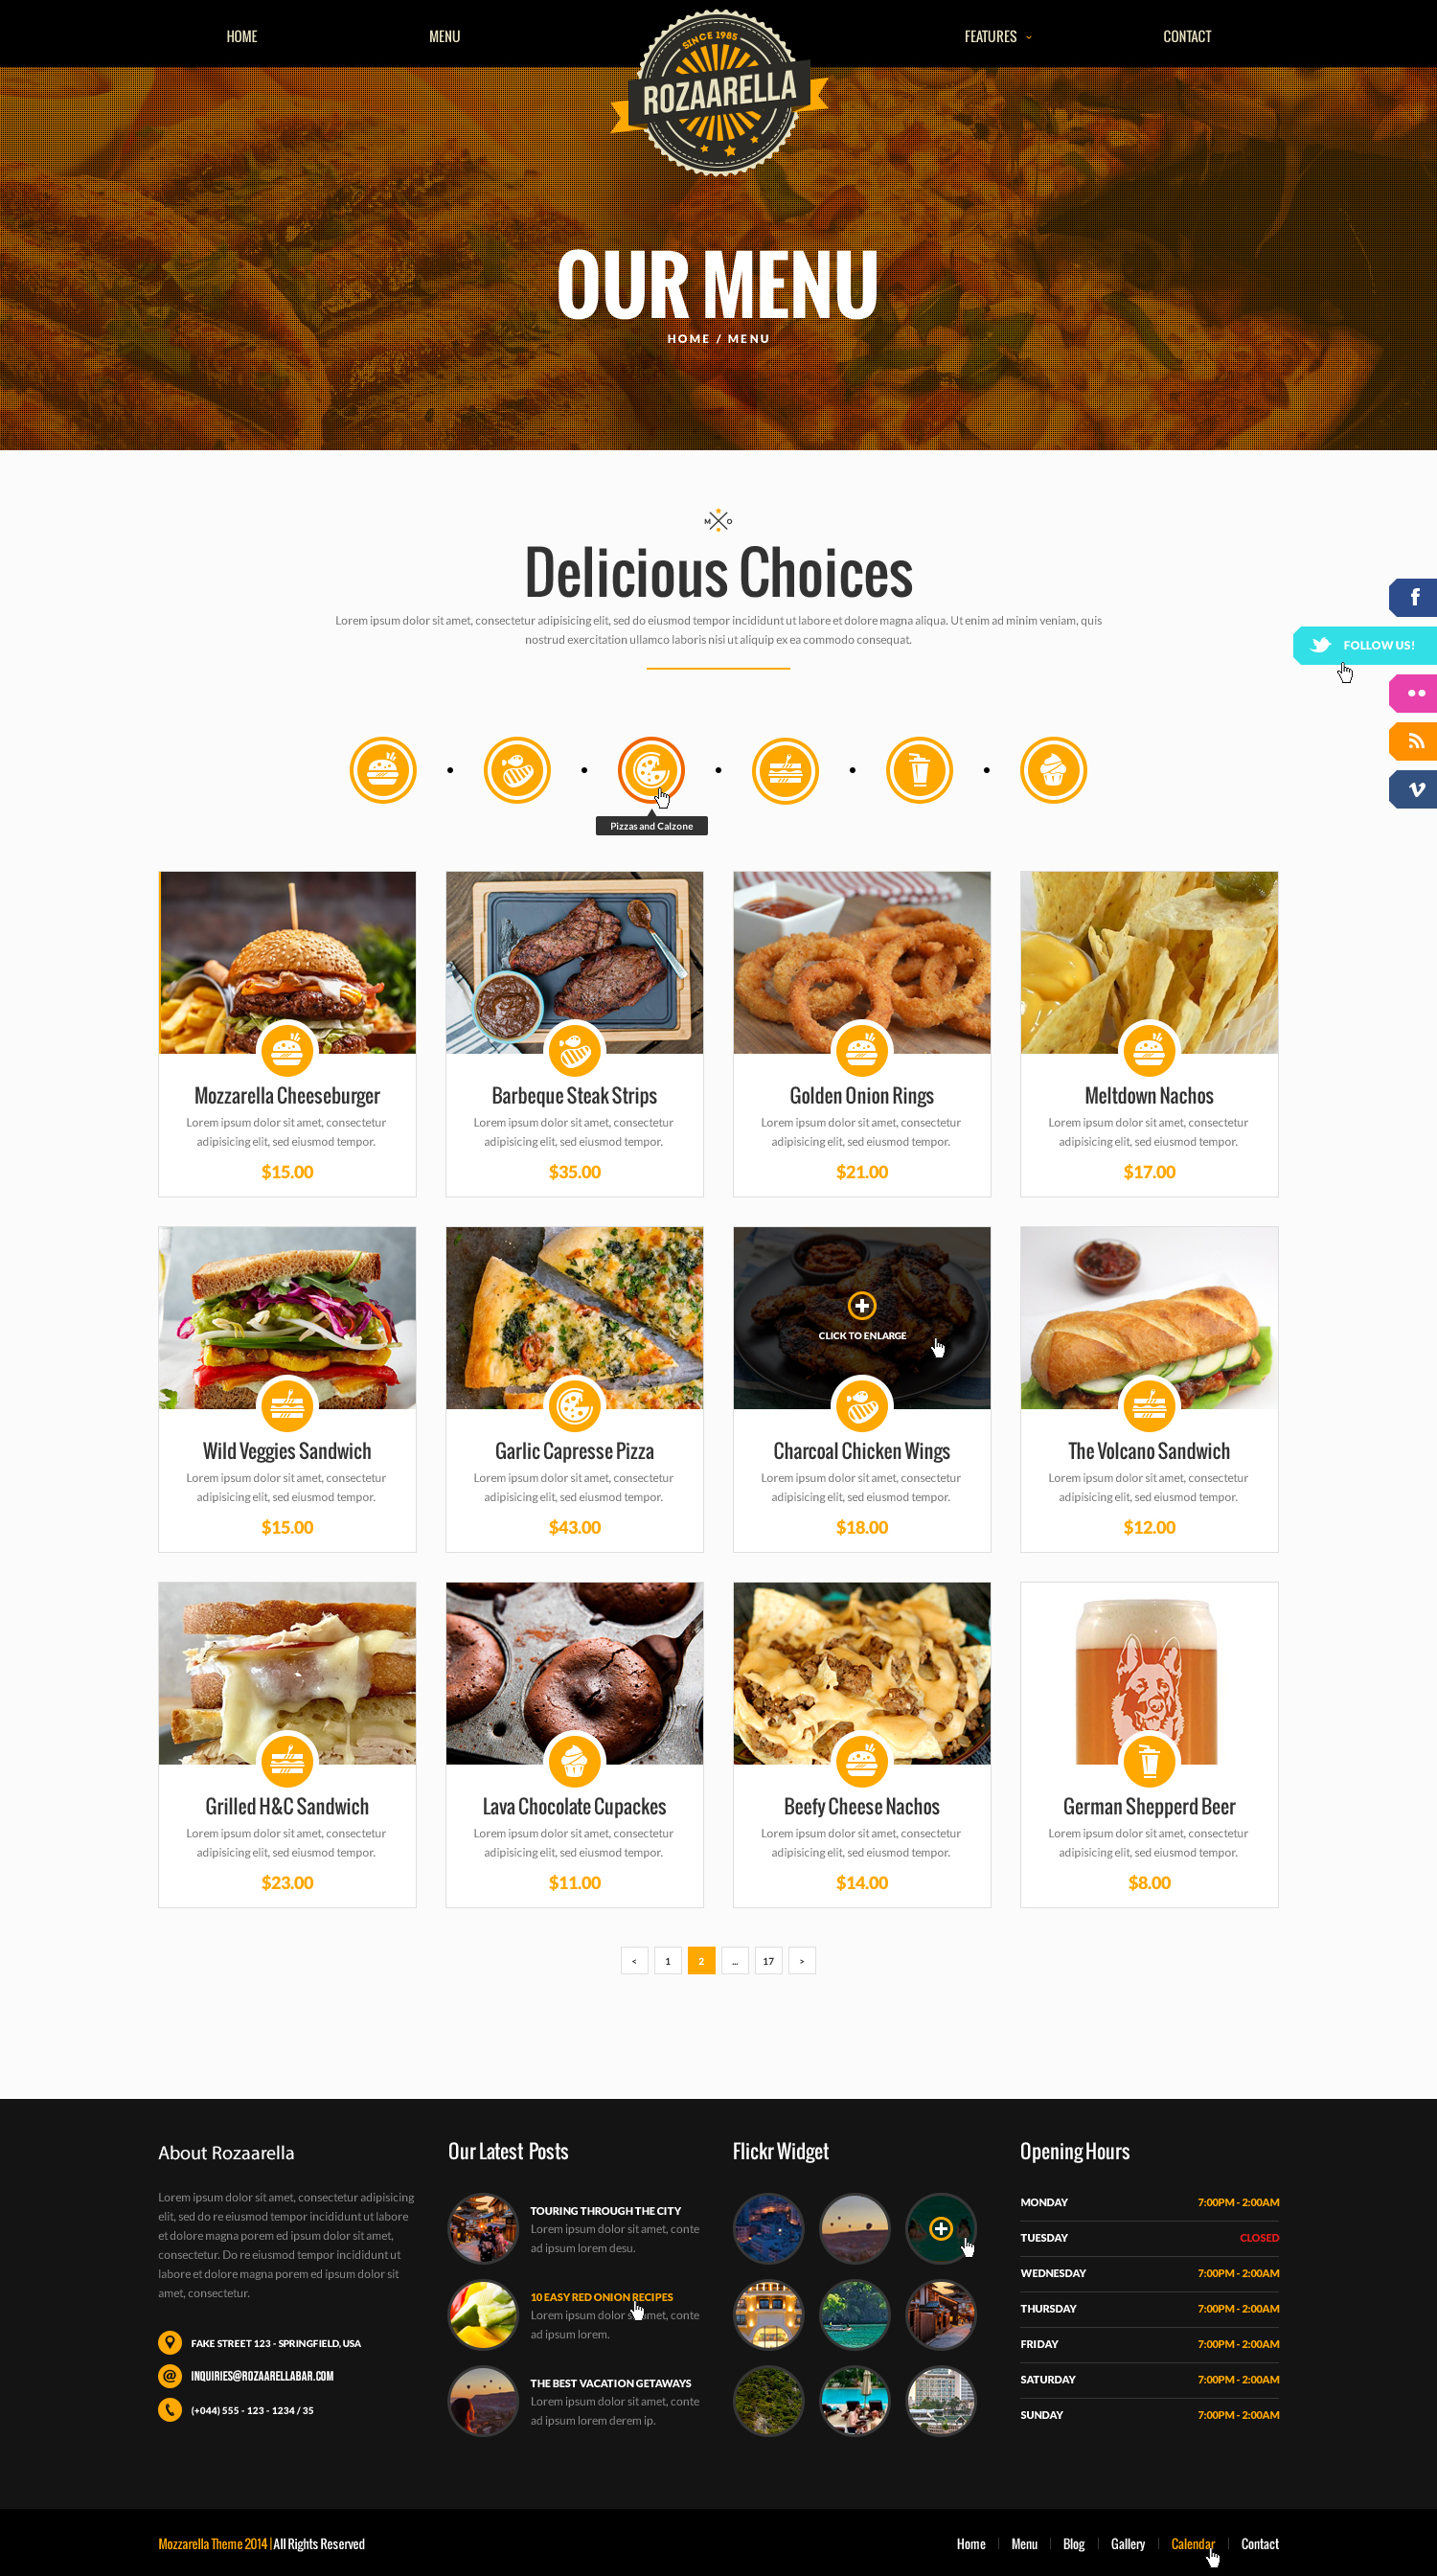 HOME
MENU
SINCE 1985
ROZAARELLA
FEATURES
CONTACT
OUR MENU
HOME / MENU
M O
Delicious Choices
Lorem ipsum dolor sit amet, consectetur adipisicing elit, sed do eiusmod tempor incididunt ut labore et dolore magna aliqua. Ut enim ad minim veniam, quis
nostrud exercitation ullamco laboris nisi ut aliquip ex ea commodo consequat.
FOLLOW US!
Pizzas and Calzone
Mozzarella Cheeseburger
Lorem ipsum dolor sit amet, consectetur
adipisicing elit, sed eiusmod tempor.
$15.00
Barbeque Steak Strips
Lorem ipsum dolor sit amet, consectetur
adipisicing elit, sed eiusmod tempor.
$35.00
Golden Onion Rings
Lorem ipsum dolor sit amet, consectetur
adipisicing elit, sed eiusmod tempor.
$21.00
Meltdown Nachos
Lorem ipsum dolor sit amet, consectetur
adipisicing elit, sed eiusmod tempor.
$17.00
Wild Veggies Sandwich
Lorem ipsum dolor sit amet, consectetur
adipisicing elit, sed eiusmod tempor.
$15.00
Garlic Capresse Pizza
Lorem ipsum dolor sit amet, consectetur
adipisicing elit, sed eiusmod tempor.
$43.00
CLICK TO ENLARGE
Charcoal Chicken Wings
Lorem ipsum dolor sit amet, consectetur
adipisicing elit, sed eiusmod tempor.
$18.00
The Volcano Sandwich
Lorem ipsum dolor sit amet, consectetur
adipisicing elit, sed eiusmod tempor.
$12.00
Grilled H&C Sandwich
Lorem ipsum dolor sit amet, consectetur
adipisicing elit, sed eiusmod tempor.
$23.00
Lava Chocolate Cupackes
Lorem ipsum dolor sit amet, consectetur
adipisicing elit, sed eiusmod tempor.
$11.00
Beefy Cheese Nachos
Lorem ipsum dolor sit amet, consectetur
adipisicing elit, sed eiusmod tempor.
$14.00
German Shepperd Beer
Lorem ipsum dolor sit amet, consectetur
adipisicing elit, sed eiusmod tempor.
$8.00
< 1 2 ... 17 >
About Rozaarella
Lorem ipsum dolor sit amet, consectetur adipisicing
elit, sed do re eiusmod tempor incididunt ut labore
et dolore magna porem ed ipsum dolor sit amet,
consectetur. Do re eiusmod tempor incididunt ut
labore et dolore magna porem ed ipsum dolor sit
amet, consectetur.
FAKE STREET 123 - SPRINGFIELD, USA
INQUIRIES@ROZAARELLABAR.COM
(+044) 555 - 123 - 1234 / 35
Our Latest Posts
TOURING THROUGH THE CITY
Lorem ipsum dolor sit amet, conte
ad ipsum lorem desu.
10 EASY RED ONION RECIPES
Lorem ipsum dolor sit amet, conte
ad ipsum lorem.
THE BEST VACATION GETAWAYS
Lorem ipsum dolor sit amet, conte
ad ipsum lorem derem ip.
Flickr Widget
Opening Hours
MONDAY 7:00PM - 2:00AM
TUESDAY CLOSED
WEDNESDAY 7:00PM - 2:00AM
THURSDAY 7:00PM - 2:00AM
FRIDAY 7:00PM - 2:00AM
SATURDAY 7:00PM - 2:00AM
SUNDAY 7:00PM - 2:00AM
Mozzarella Theme 2014 | All Rights Reserved
Home | Menu | Blog | Gallery | Calendar | Contact